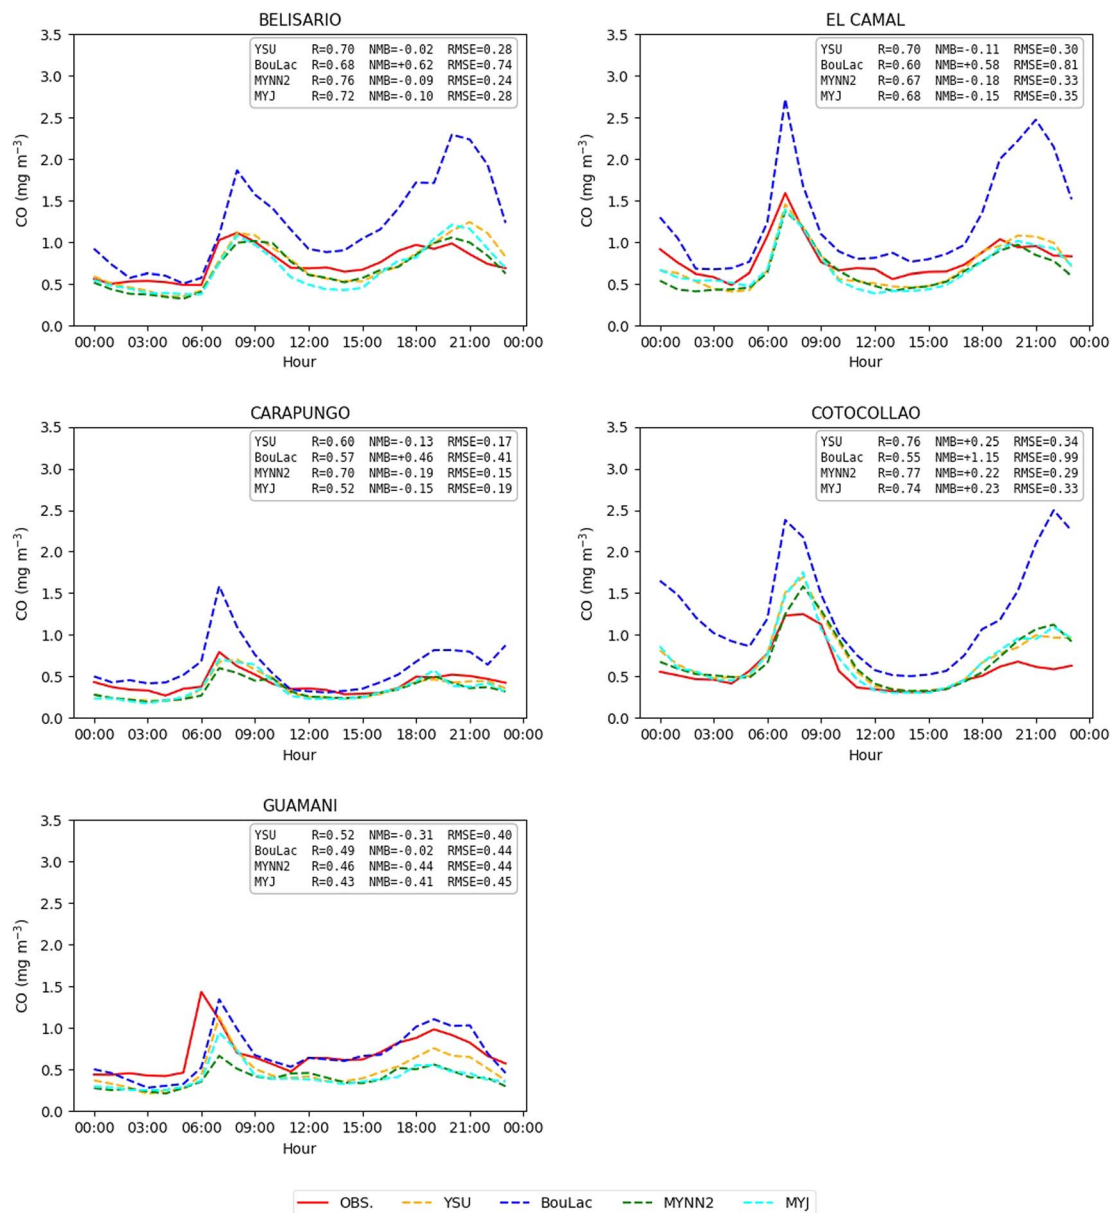 BELISARIO
YSU R=0.70 NMB=-0.02 RMSE=0.28
BouLac R=0.68 NMB=+0.62 RMSE=0.74
MYNN2 R=0.76 NMB=-0.09 RMSE=0.24
MYJ R=0.72 NMB=-0.10 RMSE=0.28
CO (mg m⁻³)
3.5
3.0
2.5
2.0
1.5
1.0
0.5
0.0
00:00 03:00 06:00 09:00 12:00 15:00 18:00 21:00 00:00
Hour
EL CAMAL
YSU R=0.70 NMB=-0.11 RMSE=0.30
BouLac R=0.60 NMB=+0.58 RMSE=0.81
MYNN2 R=0.67 NMB=-0.18 RMSE=0.33
MYJ R=0.68 NMB=-0.15 RMSE=0.35
CO (mg m⁻³)
3.5
3.0
2.5
2.0
1.5
1.0
0.5
0.0
00:00 03:00 06:00 09:00 12:00 15:00 18:00 21:00 00:00
Hour
CARAPUNGO
YSU R=0.60 NMB=-0.13 RMSE=0.17
BouLac R=0.57 NMB=+0.46 RMSE=0.41
MYNN2 R=0.70 NMB=-0.19 RMSE=0.15
MYJ R=0.52 NMB=-0.15 RMSE=0.19
CO (mg m⁻³)
3.5
3.0
2.5
2.0
1.5
1.0
0.5
0.0
00:00 03:00 06:00 09:00 12:00 15:00 18:00 21:00 00:00
Hour
COTOCOLLAO
YSU R=0.76 NMB=+0.25 RMSE=0.34
BouLac R=0.55 NMB=+1.15 RMSE=0.99
MYNN2 R=0.77 NMB=+0.22 RMSE=0.29
MYJ R=0.74 NMB=+0.23 RMSE=0.33
CO (mg m⁻³)
3.5
3.0
2.5
2.0
1.5
1.0
0.5
0.0
00:00 03:00 06:00 09:00 12:00 15:00 18:00 21:00 00:00
Hour
GUAMANI
YSU R=0.52 NMB=-0.31 RMSE=0.40
BouLac R=0.49 NMB=-0.02 RMSE=0.44
MYNN2 R=0.46 NMB=-0.44 RMSE=0.44
MYJ R=0.43 NMB=-0.41 RMSE=0.45
CO (mg m⁻³)
3.5
3.0
2.5
2.0
1.5
1.0
0.5
0.0
00:00 03:00 06:00 09:00 12:00 15:00 18:00 21:00 00:00
Hour
OBS. YSU BouLac MYNN2 MYJ